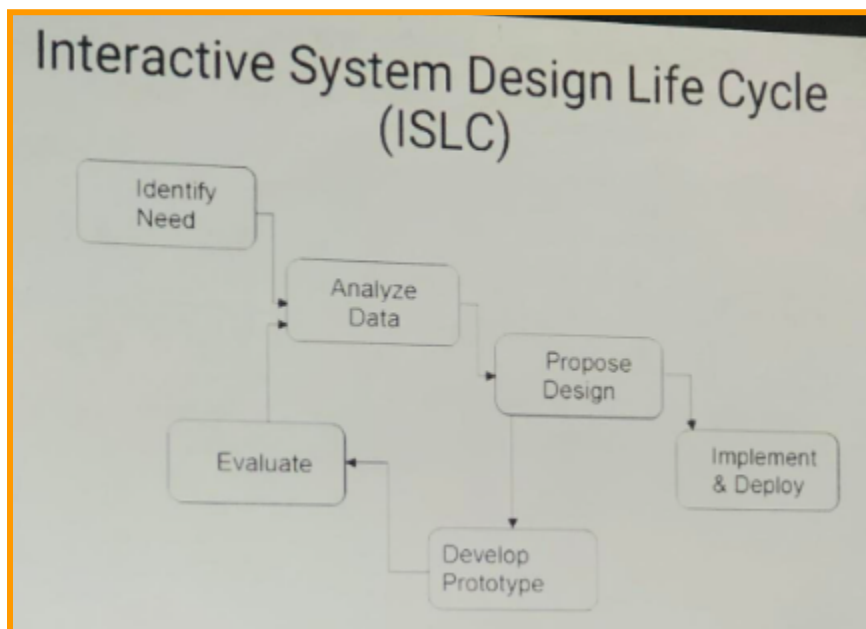 Interactive System Design Life Cycle
(ISLC)
Identify
Need
Analyze
Data
Propose
Design
Evaluate
Implement
& Deploy
Develop
Prototype